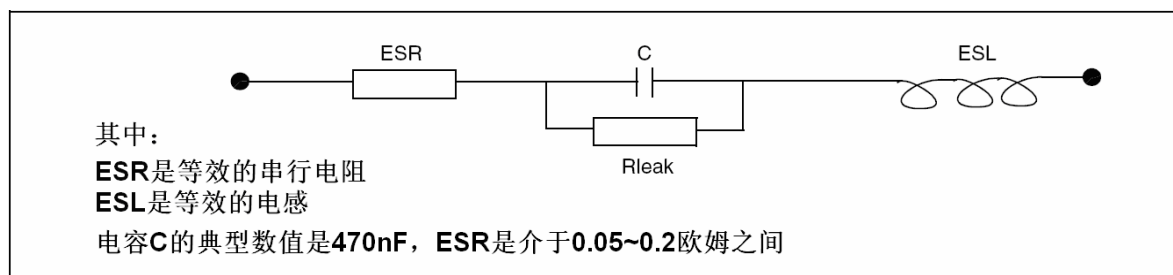 ESR
C
ESL
Rleak
其中：
ESR是等效的串行电阻
ESL是等效的电感
电容C的典型数值是470nF，ESR是介于0.05~0.2欧姆之间